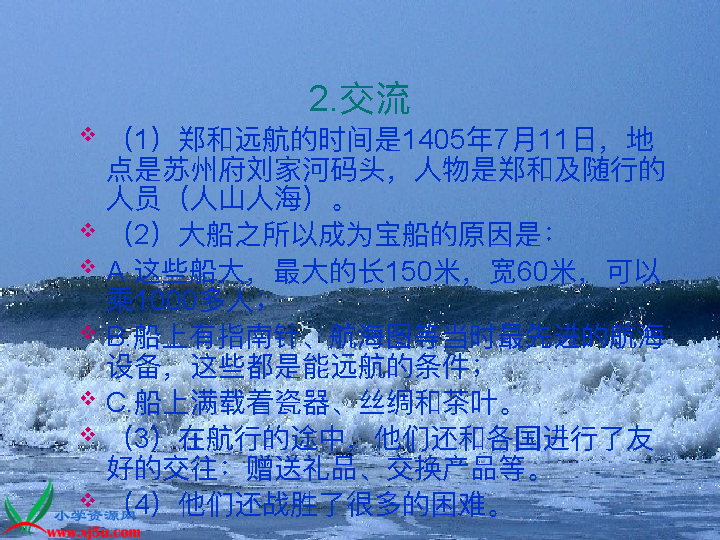 2.交流
（1）郑和远航的时间是1405年7月11日，地
点是苏州府刘家河码头，人物是郑和及随行的
人员（人山人海）。
（2）大船之所以成为宝船的原因是：
A.这些船大，最大的长150米，宽60米，可以
乘1000多人；
B.船上有指南针、航海图等当时最先进的航海
设备，这些都是能远航的条件；
C.船上满载着瓷器、丝绸和茶叶。
（3）在航行的途中，他们还和各国进行了友
好的交往：赠送礼品、交换产品等。
（4）他们还战胜了很多的困难。
小学资源网
www.xj5u.com